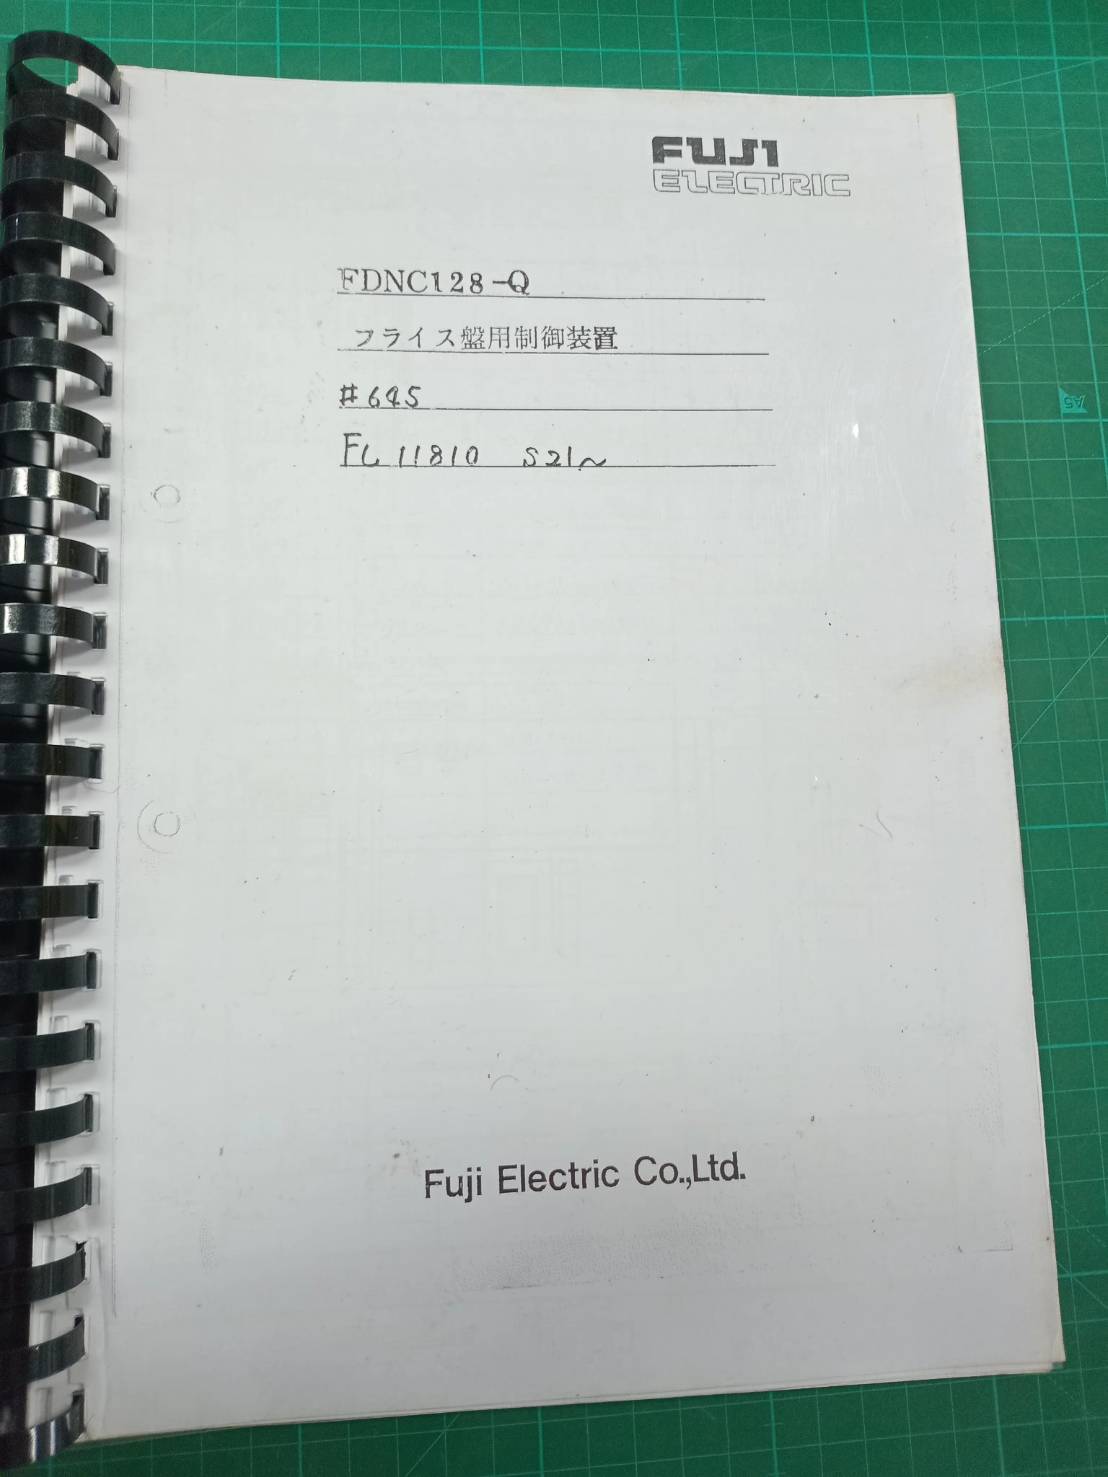 FUJI
ELECTRIC
FDNC128-Q
フライス盤用制御装置
#645
FL 11810 S21~
Fuji Electric Co.,Ltd.
A5